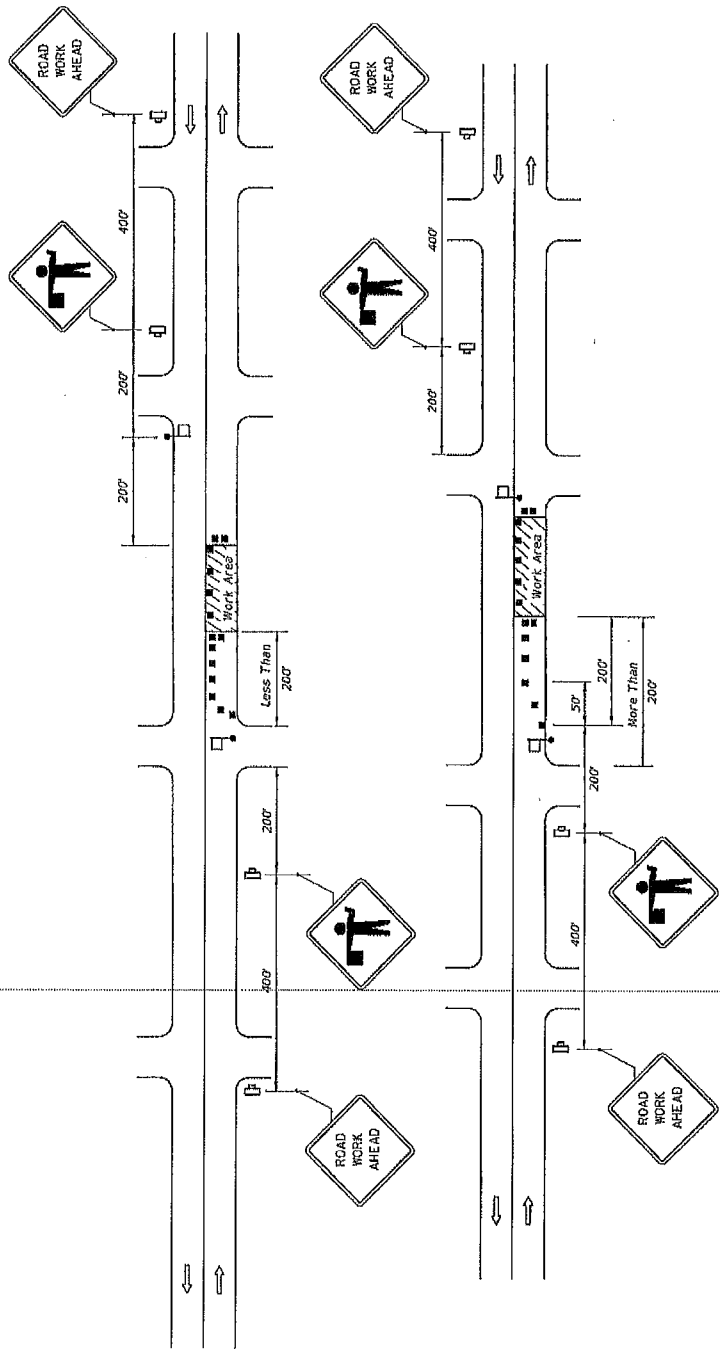 ROAD
WORK
AHEAD
400'
200'
200'
Work Area
Less Than
200'
200'
400'
ROAD
WORK
AHEAD
ROAD
WORK
AHEAD
400'
200'
Work Area
200'
More Than
200'
50'
200'
400'
ROAD
WORK
AHEAD